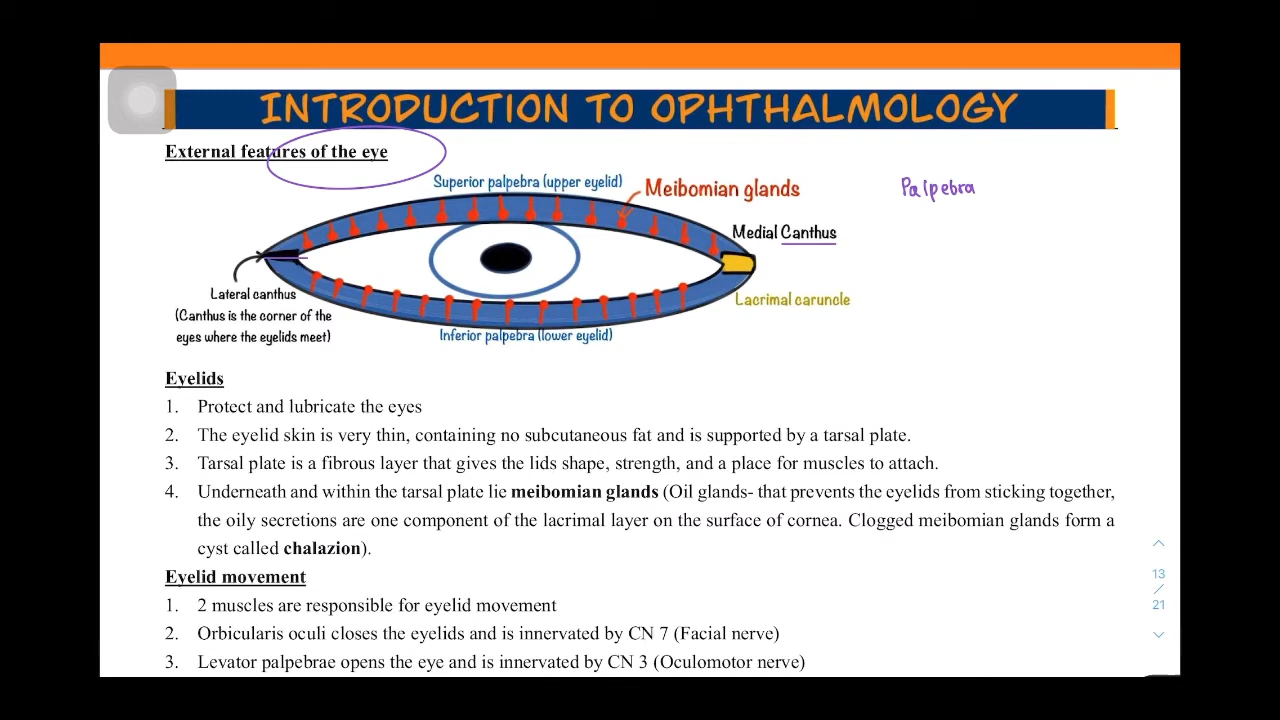 INTRODUCTION TO OPHTHALMOLOGY
External features of the eye
Superior palpebra (upper eyelid)
Meibomian glands
Palpebra
Medial Canthus
Lateral canthus
(Canthus is the corner of the
eyes where the eyelids meet)
Lacrimal caruncle
Inferior palpebra (lower eyelid)
Eyelids
1. Protect and lubricate the eyes
2. The eyelid skin is very thin, containing no subcutaneous fat and is supported by a tarsal plate.
3. Tarsal plate is a fibrous layer that gives the lids shape, strength, and a place for muscles to attach.
4. Underneath and within the tarsal plate lie meibomian glands (Oil glands- that prevents the eyelids from sticking together,
the oily secretions are one component of the lacrimal layer on the surface of cornea. Clogged meibomian glands form a
cyst called chalazion).
Eyelid movement
1. 2 muscles are responsible for eyelid movement
2. Orbicularis oculi closes the eyelids and is innervated by CN 7 (Facial nerve)
3. Levator palpebrae opens the eye and is innervated by CN 3 (Oculomotor nerve)
13
/
21